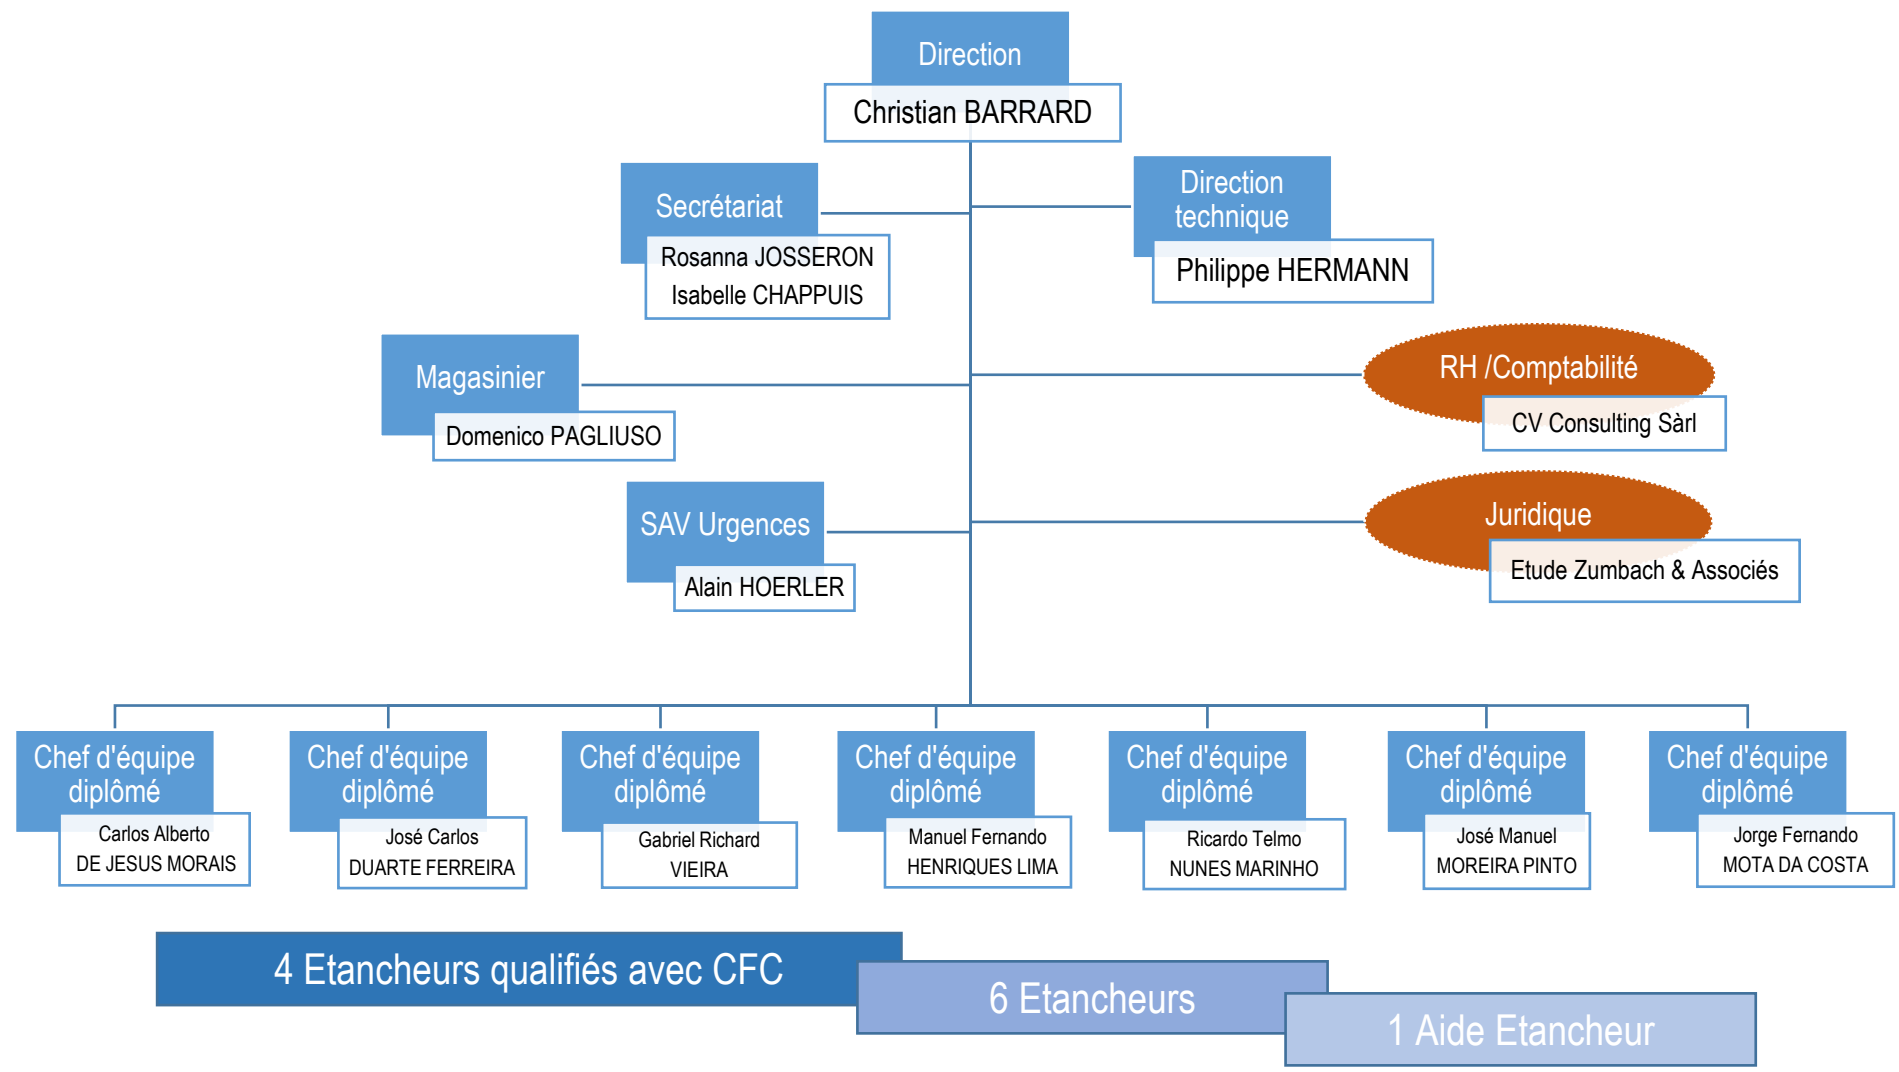 Direction
Christian BARRARD
Secrétariat
Rosanna JOSSERON
Isabelle CHAPPUIS
Direction
technique
Philippe HERMANN
Magasinier
Domenico PAGLIUSO
RH /Comptabilité
CV Consulting Sàrl
SAV Urgences
Alain HOERLER
Juridique
Etude Zumbach & Associés
Chef d'équipe
diplômé
Carlos Alberto
DE JESUS MORAIS
Chef d'équipe
diplômé
José Carlos
DUARTE FERREIRA
Chef d'équipe
diplômé
Gabriel Richard
VIEIRA
Chef d'équipe
diplômé
Manuel Fernando
HENRIQUES LIMA
Chef d'équipe
diplômé
Ricardo Telmo
NUNES MARINHO
Chef d'équipe
diplômé
José Manuel
MOREIRA PINTO
Chef d'équipe
diplômé
Jorge Fernando
MOTA DA COSTA
4 Etancheurs qualifiés avec CFC
6 Etancheurs
1 Aide Etancheur